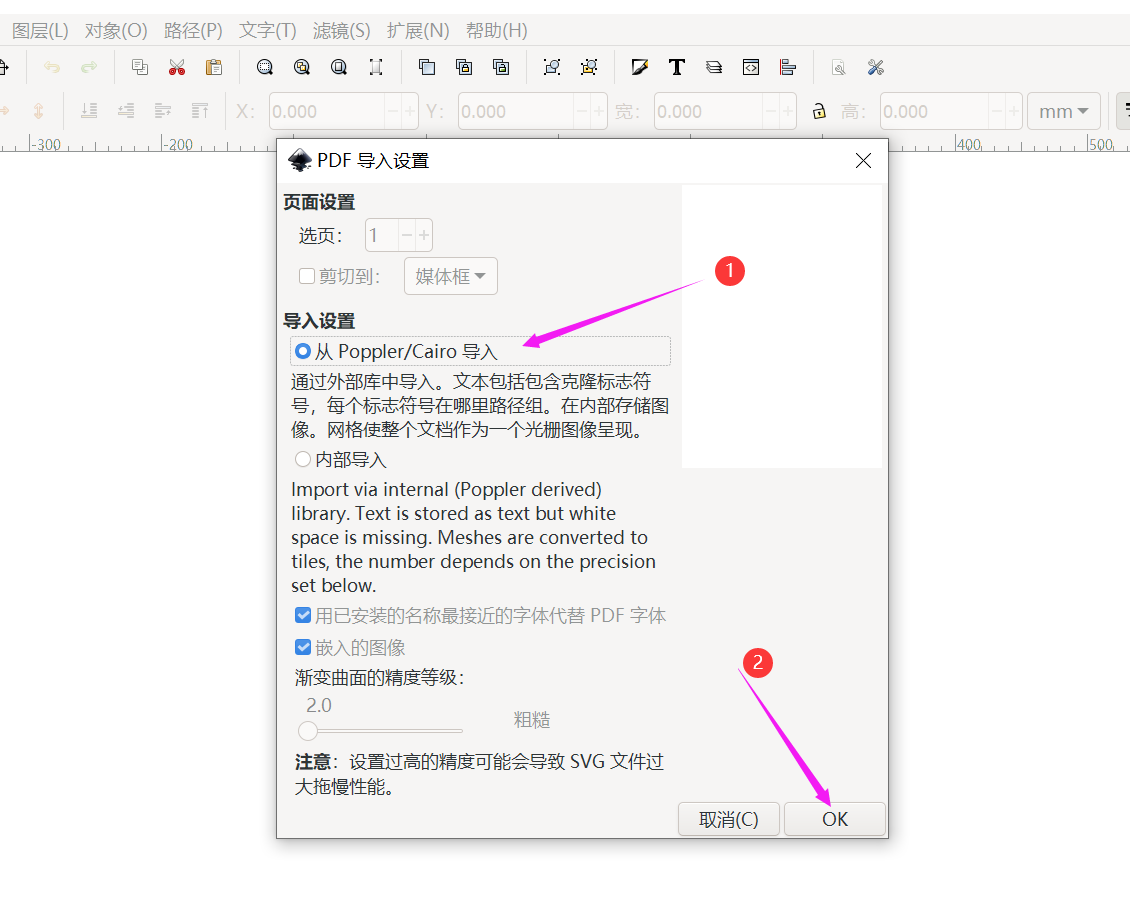 图层(L) 对象(O) 路径(P) 文字(T) 滤镜(S) 扩展(N) 帮助(H)
X: 0.000 Y: 0.000 宽: 0.000 高: 0.000 mm
-300 -200 400 500
PDF 导入设置
页面设置
选页: 1
剪切到: 媒体框
1
导入设置
从 Poppler/Cairo 导入
通过外部库中导入。文本包括包含克隆标志符
号，每个标志符号在哪里路径组。在内部存储图
像。网格使整个文档作为一个光栅图像呈现。
内部导入
Import via internal (Poppler derived)
library. Text is stored as text but white
space is missing. Meshes are converted to
tiles, the number depends on the precision
set below.
用已安装的名称最接近的字体代替 PDF 字体
嵌入的图像
2
渐变曲面的精度等级:
2.0
粗糙
注意: 设置过高的精度可能会导致 SVG 文件过
大拖慢性能。
取消(C) OK